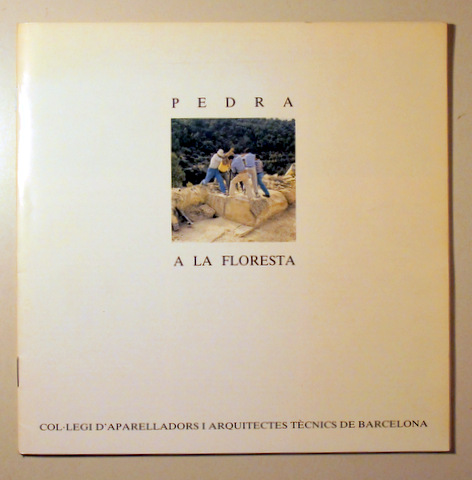 PEDRA
A LA FLORESTA
COL·LEGI D'APARELLADORS I ARQUITECTES TÈCNICS DE BARCELONA